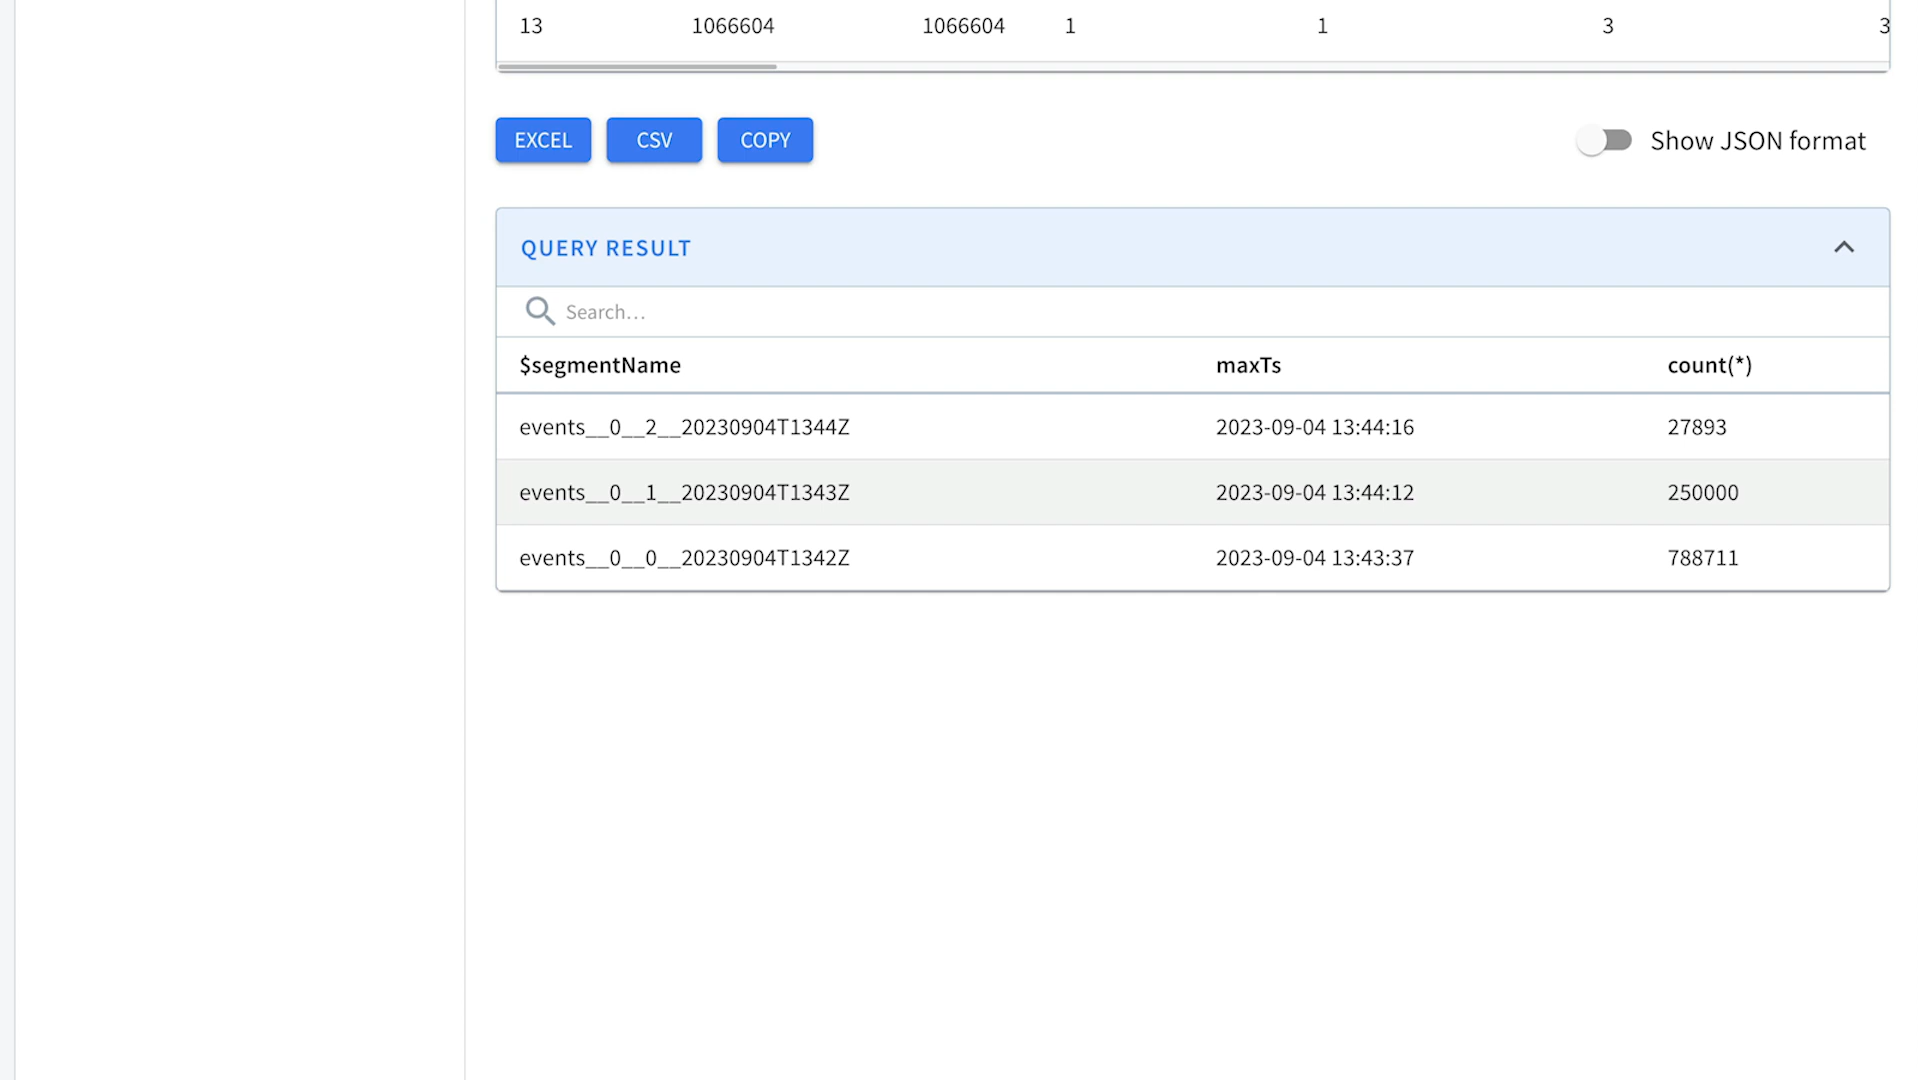 13 1066604 1066604 1 1 3 3
EXCEL CSV COPY Show JSON format
QUERY RESULT
Search…
$segmentName maxTs count(*)
events__0__2__20230904T1344Z 2023-09-04 13:44:16 27893
events__0__1__20230904T1343Z 2023-09-04 13:44:12 250000
events__0__0__20230904T1342Z 2023-09-04 13:43:37 788711